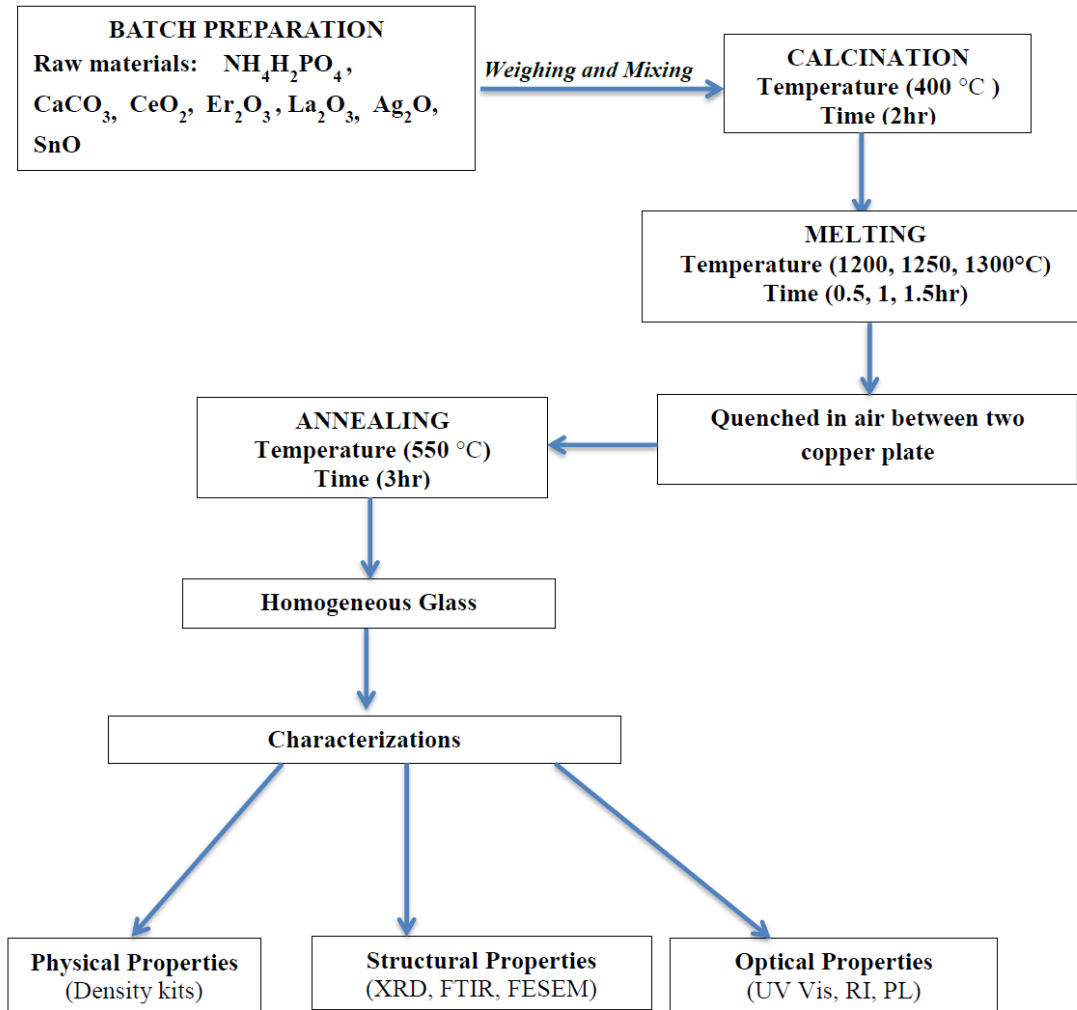 BATCH PREPARATION
Raw materials: NH4H2PO4 ,
CaCO3, CeO2, Er2O3 , La2O3, Ag2O,
SnO
Weighing and Mixing
CALCINATION
Temperature (400 °C )
Time (2hr)
MELTING
Temperature (1200, 1250, 1300°C)
Time (0.5, 1, 1.5hr)
Quenched in air between two
copper plate
ANNEALING
Temperature (550 °C)
Time (3hr)
Homogeneous Glass
Characterizations
Physical Properties
(Density kits)
Structural Properties
(XRD, FTIR, FESEM)
Optical Properties
(UV Vis, RI, PL)